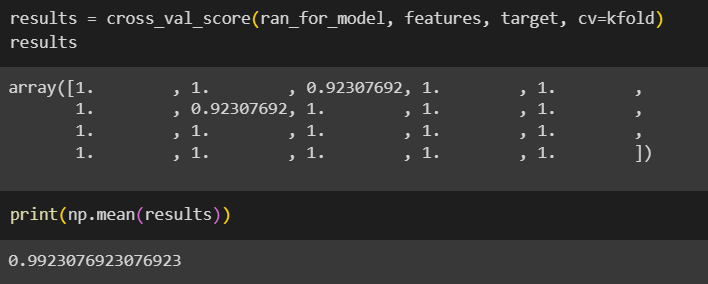 results = cross_val_score(ran_for_model, features, target, cv=kfold)
results
array([1.        , 1.        , 0.92307692, 1.        , 1.        ,
       1.        , 0.92307692, 1.        , 1.        , 1.        ,
       1.        , 1.        , 1.        , 1.        , 1.        ,
       1.        , 1.        , 1.        , 1.        , 1.        ])
print(np.mean(results))
0.9923076923076923